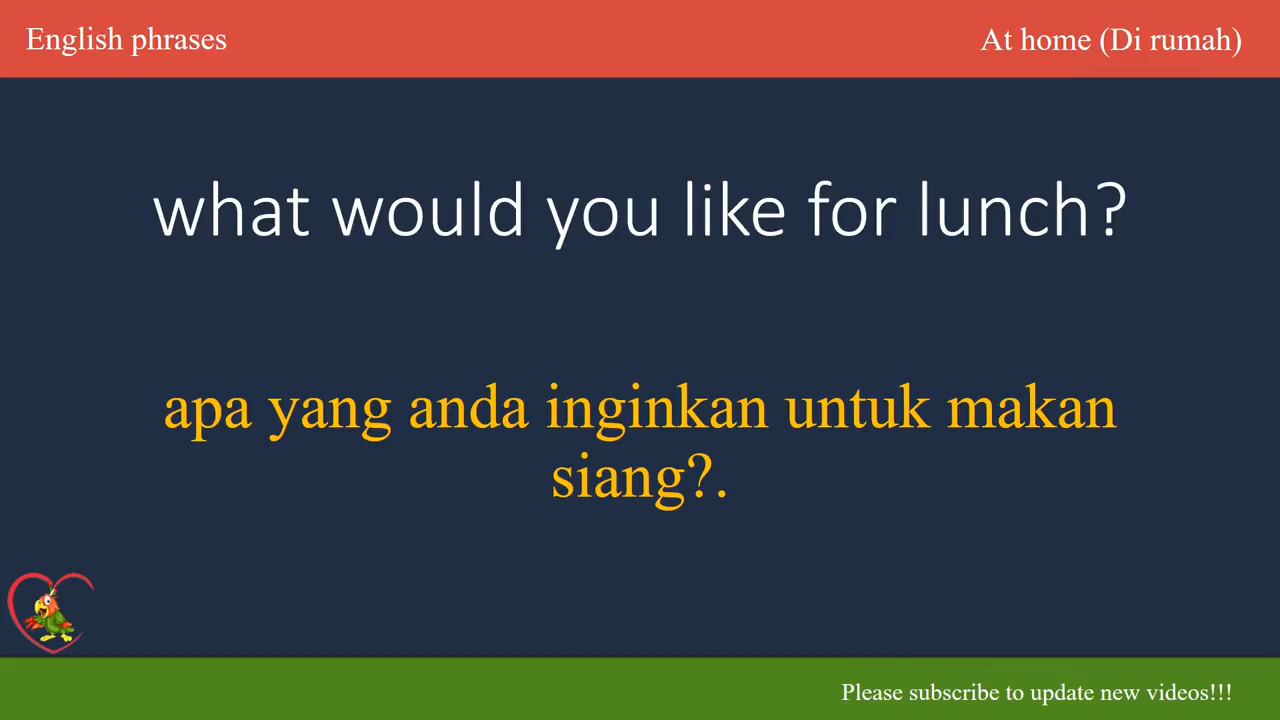 English phrases
At home (Di rumah)
what would you like for lunch?
apa yang anda inginkan untuk makan
siang?.
Please subscribe to update new videos!!!